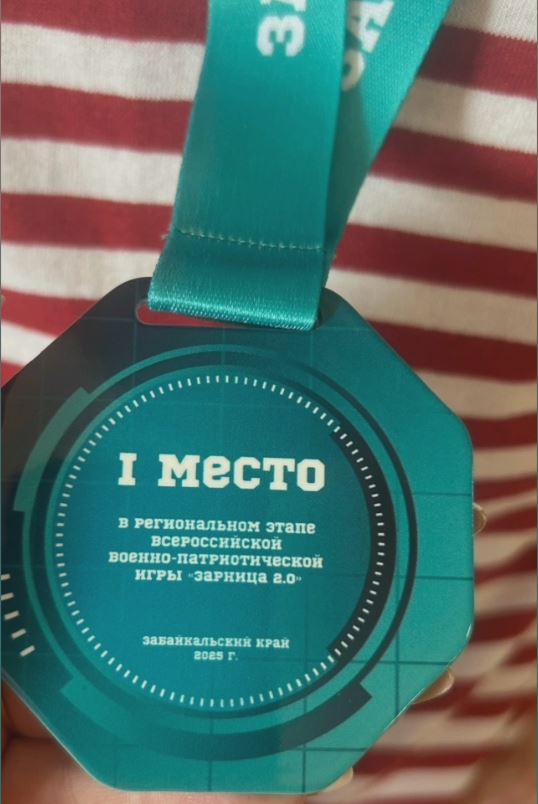 I место
в региональном этапе
всероссийской
военно-патриотической
игры «Зарница 2.0»
Забайкальский край
2025 г.